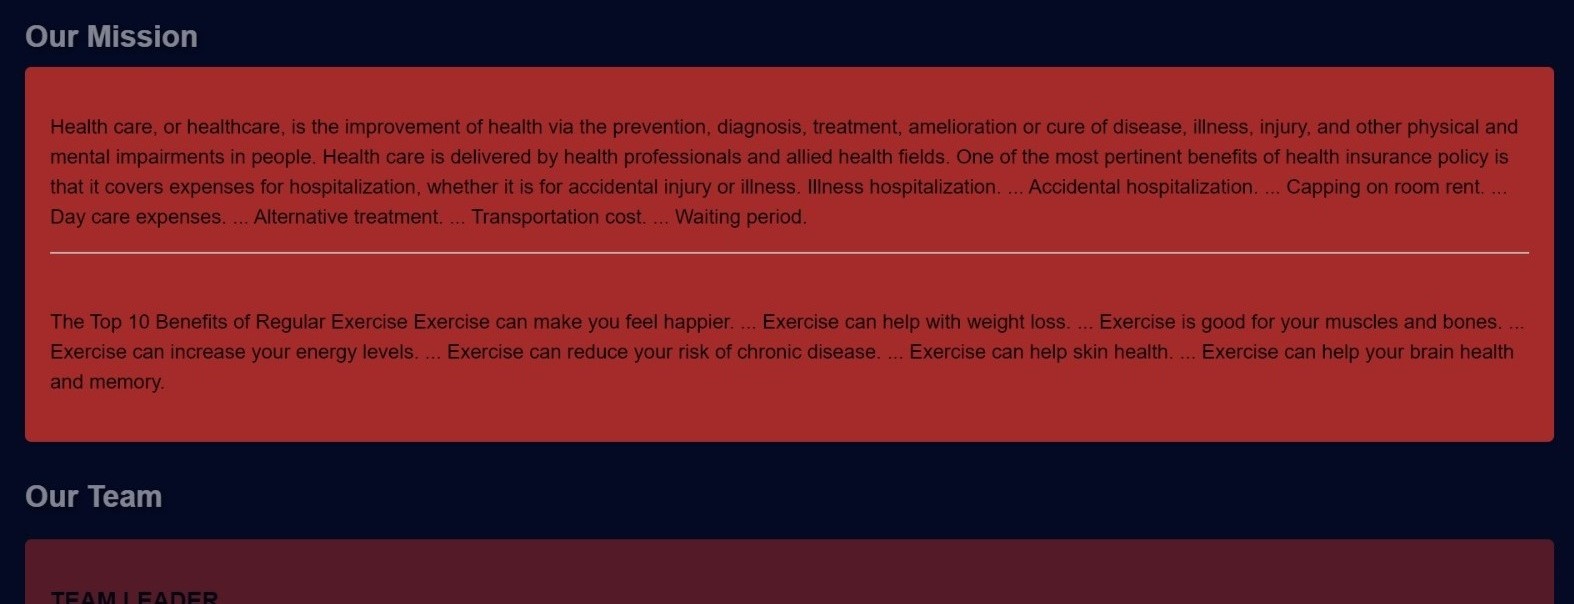 Our Mission
Health care, or healthcare, is the improvement of health via the prevention, diagnosis, treatment, amelioration or cure of disease, illness, injury, and other physical and
mental impairments in people. Health care is delivered by health professionals and allied health fields. One of the most pertinent benefits of health insurance policy is
that it covers expenses for hospitalization, whether it is for accidental injury or illness. Illness hospitalization. ... Accidental hospitalization. ... Capping on room rent. ...
Day care expenses. ... Alternative treatment. ... Transportation cost. ... Waiting period.
The Top 10 Benefits of Regular Exercise Exercise can make you feel happier. ... Exercise can help with weight loss. ... Exercise is good for your muscles and bones. ...
Exercise can increase your energy levels. ... Exercise can reduce your risk of chronic disease. ... Exercise can help skin health. ... Exercise can help your brain health
and memory.
Our Team
TEAM LEADER